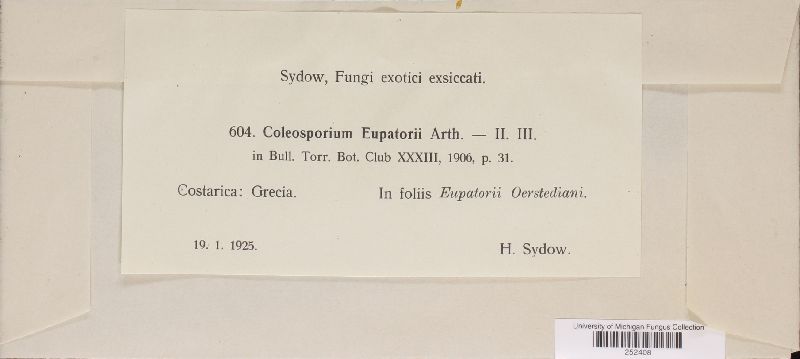 Sydow, Fungi exotici exsiccati.
604. Coleosporium Eupatorii Arth. — II. III.
in Bull. Torr. Bot. Club XXXIII, 1906, p. 31.
Costarica: Grecia. In foliis Eupatorii Oerstediani.
19. 1. 1925. H. Sydow.
University of Michigan Fungus Collection
252408